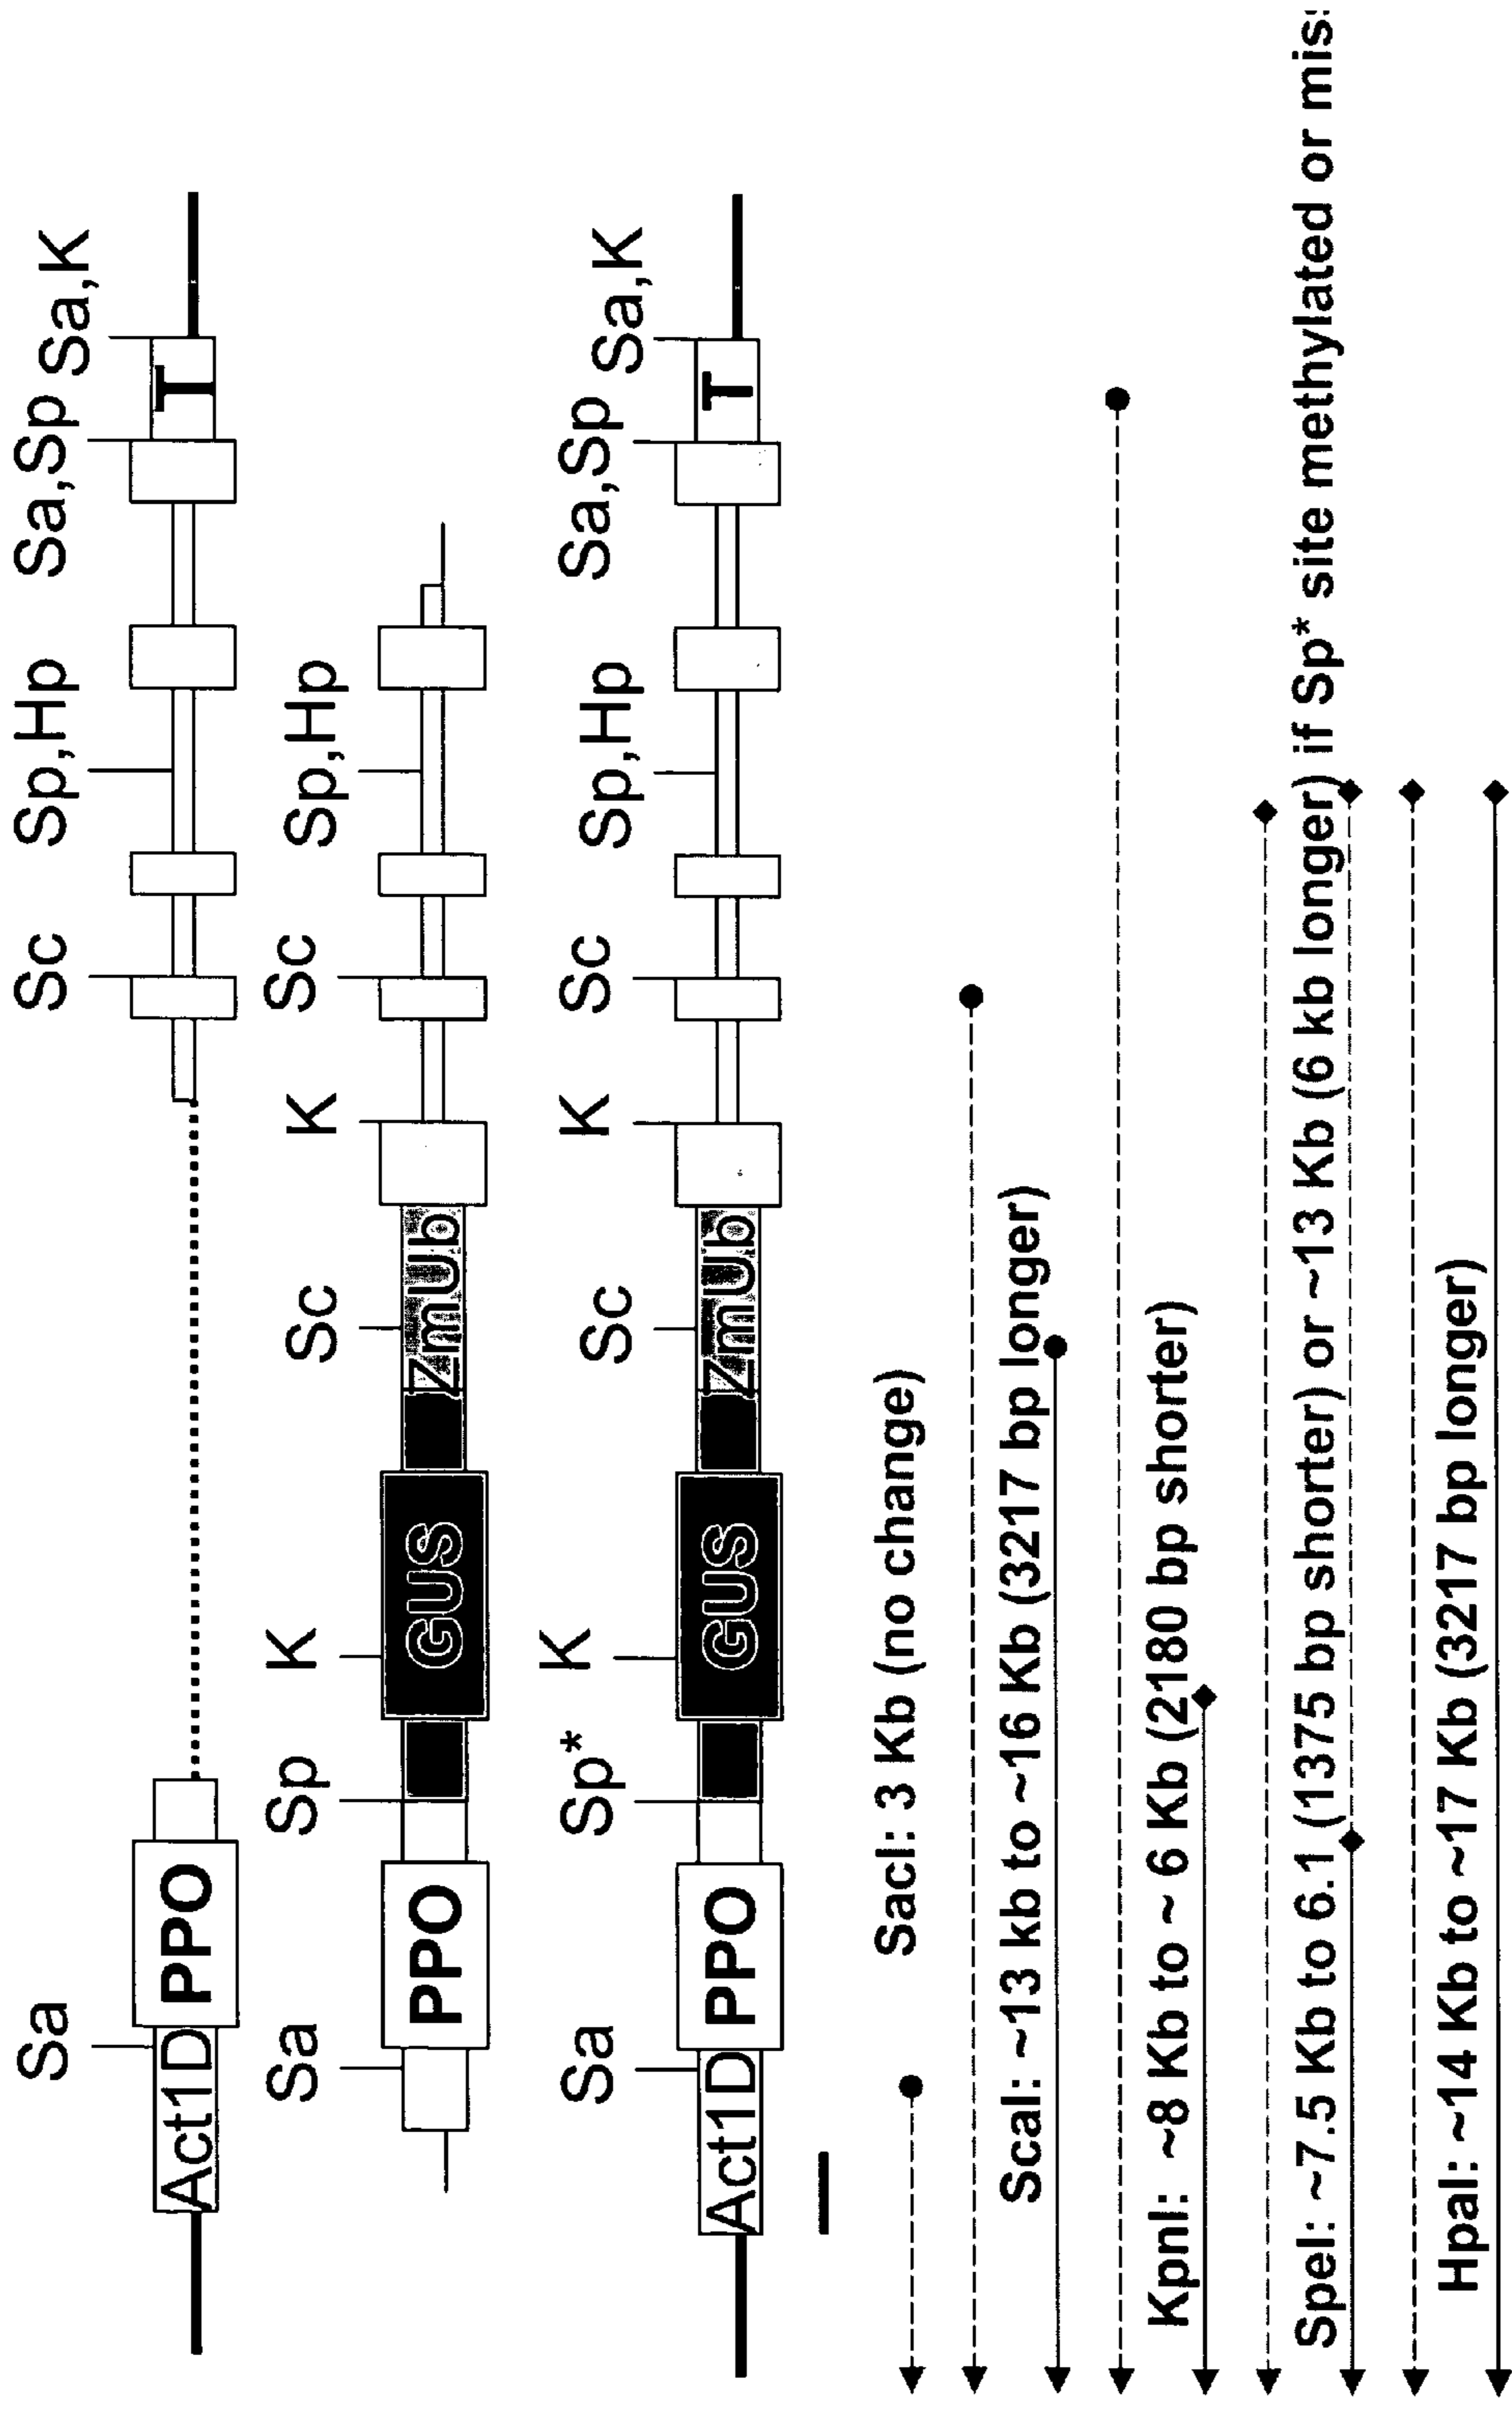 Sa Sc Sp,Hp Sa,Sp Sa,K
Act1D PPO T
Sa Sp K Sc K Sc Sp,Hp
PPO GUS ZmUb
Sa Sp* K Sc K Sc Sp,Hp Sa,Sp Sa,K
Act1D PPO GUS ZmUb T
SacI: 3 Kb (no change)
ScaI: ~13 kb to ~16 Kb (3217 bp longer)
KpnI: ~8 Kb to ~ 6 Kb (2180 bp shorter)
SpeI: ~7.5 Kb to 6.1 (1375 bp shorter) or ~13 Kb (6 kb longer) if Sp* site methylated or mis
HpaI: ~14 Kb to ~17 Kb (3217 bp longer)